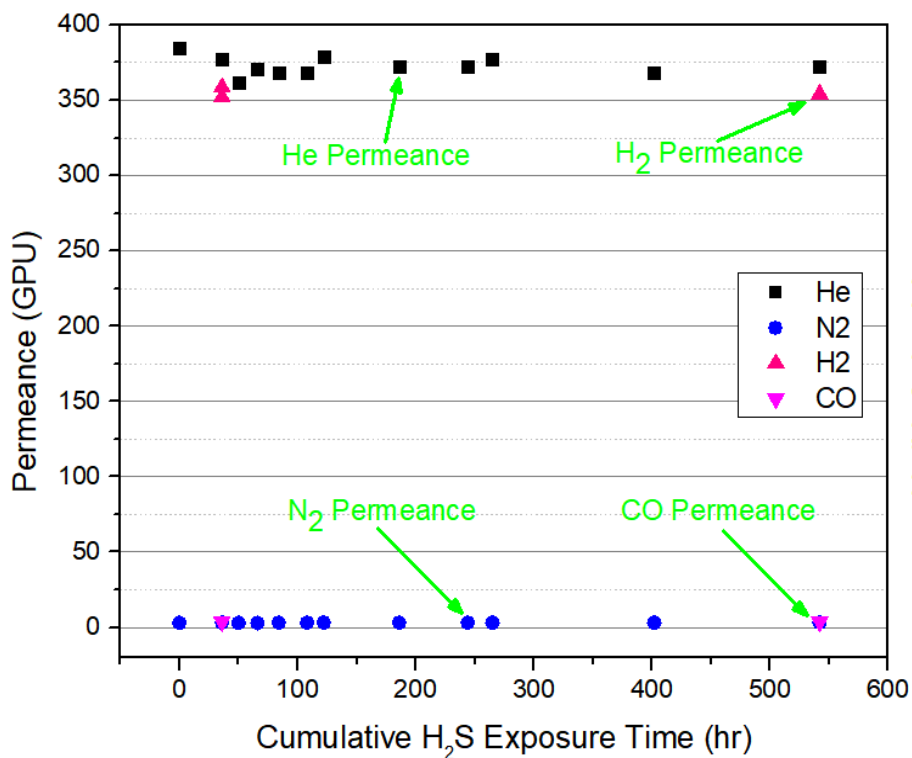 400
350
300
250
200
150
100
50
0
Permeance (GPU)
He Permeance
H2 Permeance
He
N2
H2
CO
N2 Permeance
CO Permeance
0 100 200 300 400 500 600
Cumulative H2S Exposure Time (hr)